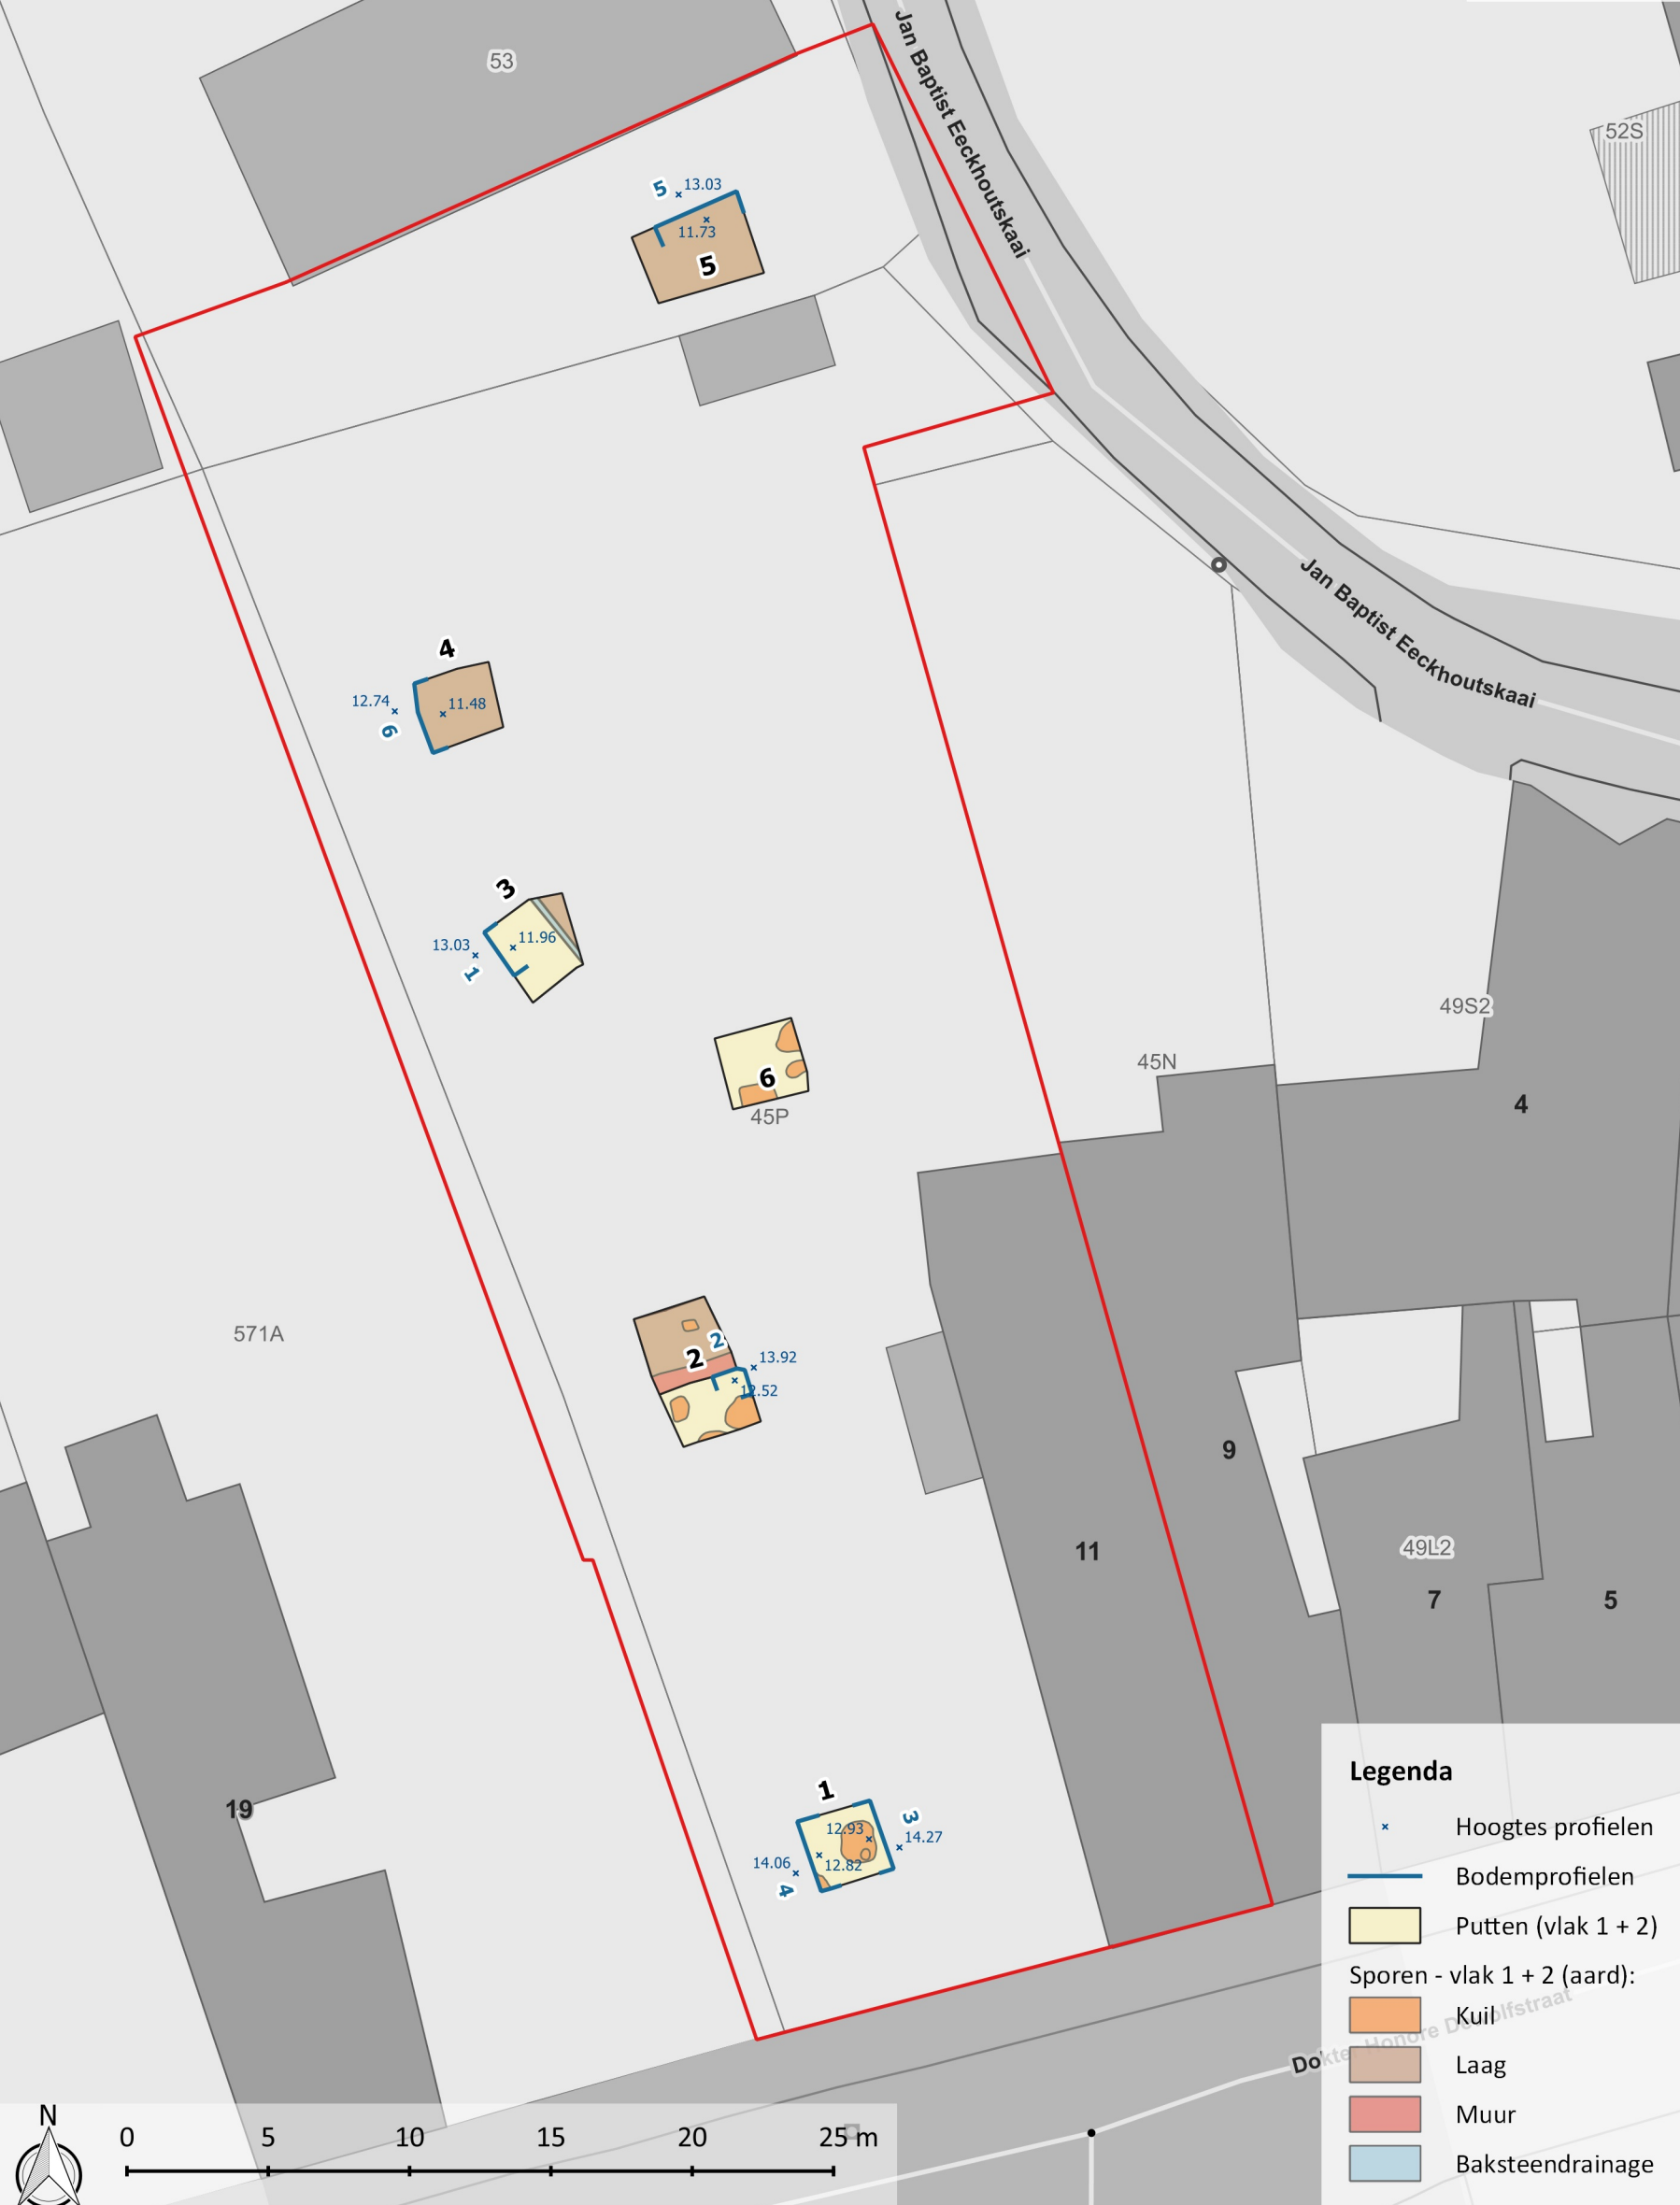 53
Jan Baptist Eeckhoutskaai
52S
5
13.03
11.73
5
Jan Baptist Eeckhoutskaai
4
12.74
11.48
6
3
13.03
11.96
1
49S2
45N
6
45P
4
571A
2
2
13.92
12.52
9
11
49L2
7
5
19
1
3
12.93
14.27
14.06
12.82
4
Legenda
Hoogtes profielen
Bodemprofielen
Putten (vlak 1 + 2)
Sporen - vlak 1 + 2 (aard):
Kuil
Laag
Muur
Baksteendrainage
N
0 5 10 15 20 25 m